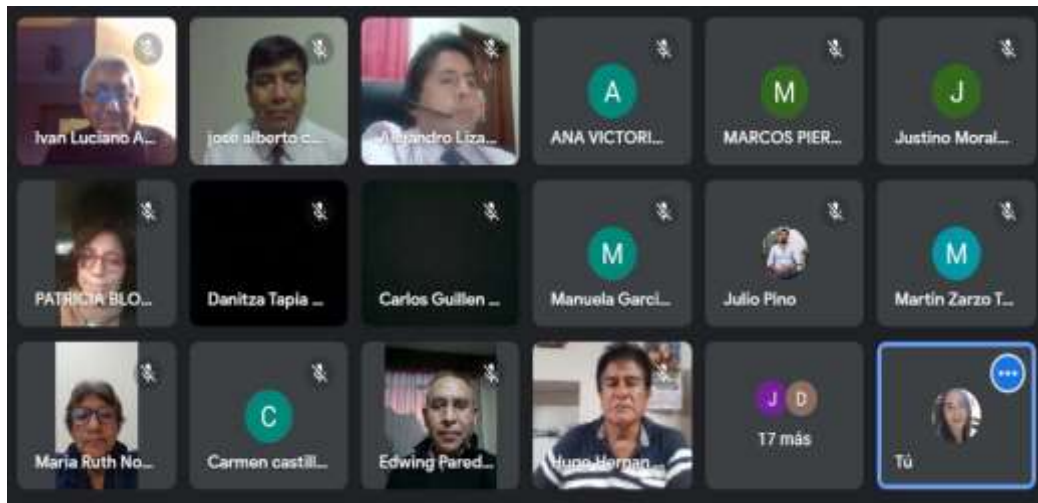 Ivan Luciano A...
jose alberto c...
Alejandro Liza...
A
ANA VICTORI...
M
MARCOS PIER...
J
Justino Moral...
PATRICIA BLO...
Danitza Tapia ...
Carlos Guillen ...
M
Manuela Garci...
Julio Pino
M
Martin Zarzo T...
Maria Ruth No...
C
Carmen castill...
Edwing Pared...
Hugo Hernan ...
J D
17 más
Tú